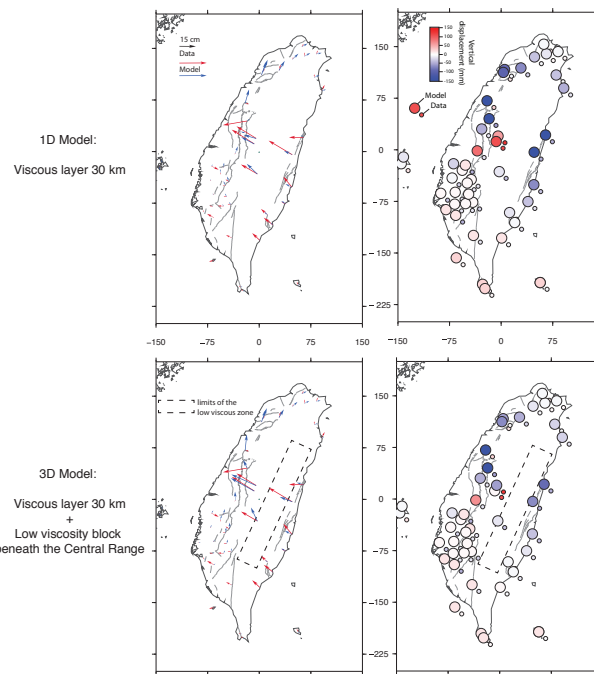 15 cm
Data
Model
150
75
0
−75
−150
−225
150
100
50
0
−50
−100
−150
Vertical
displacement (mm)
Model
Data
1D Model:
Viscous layer 30 km
−150
−75
0
75
150
−150
−75
0
75
limits of the
low viscous zone
150
75
0
−75
−150
−225
3D Model:
Viscous layer 30 km
+
Low viscosity block
beneath the Central Range